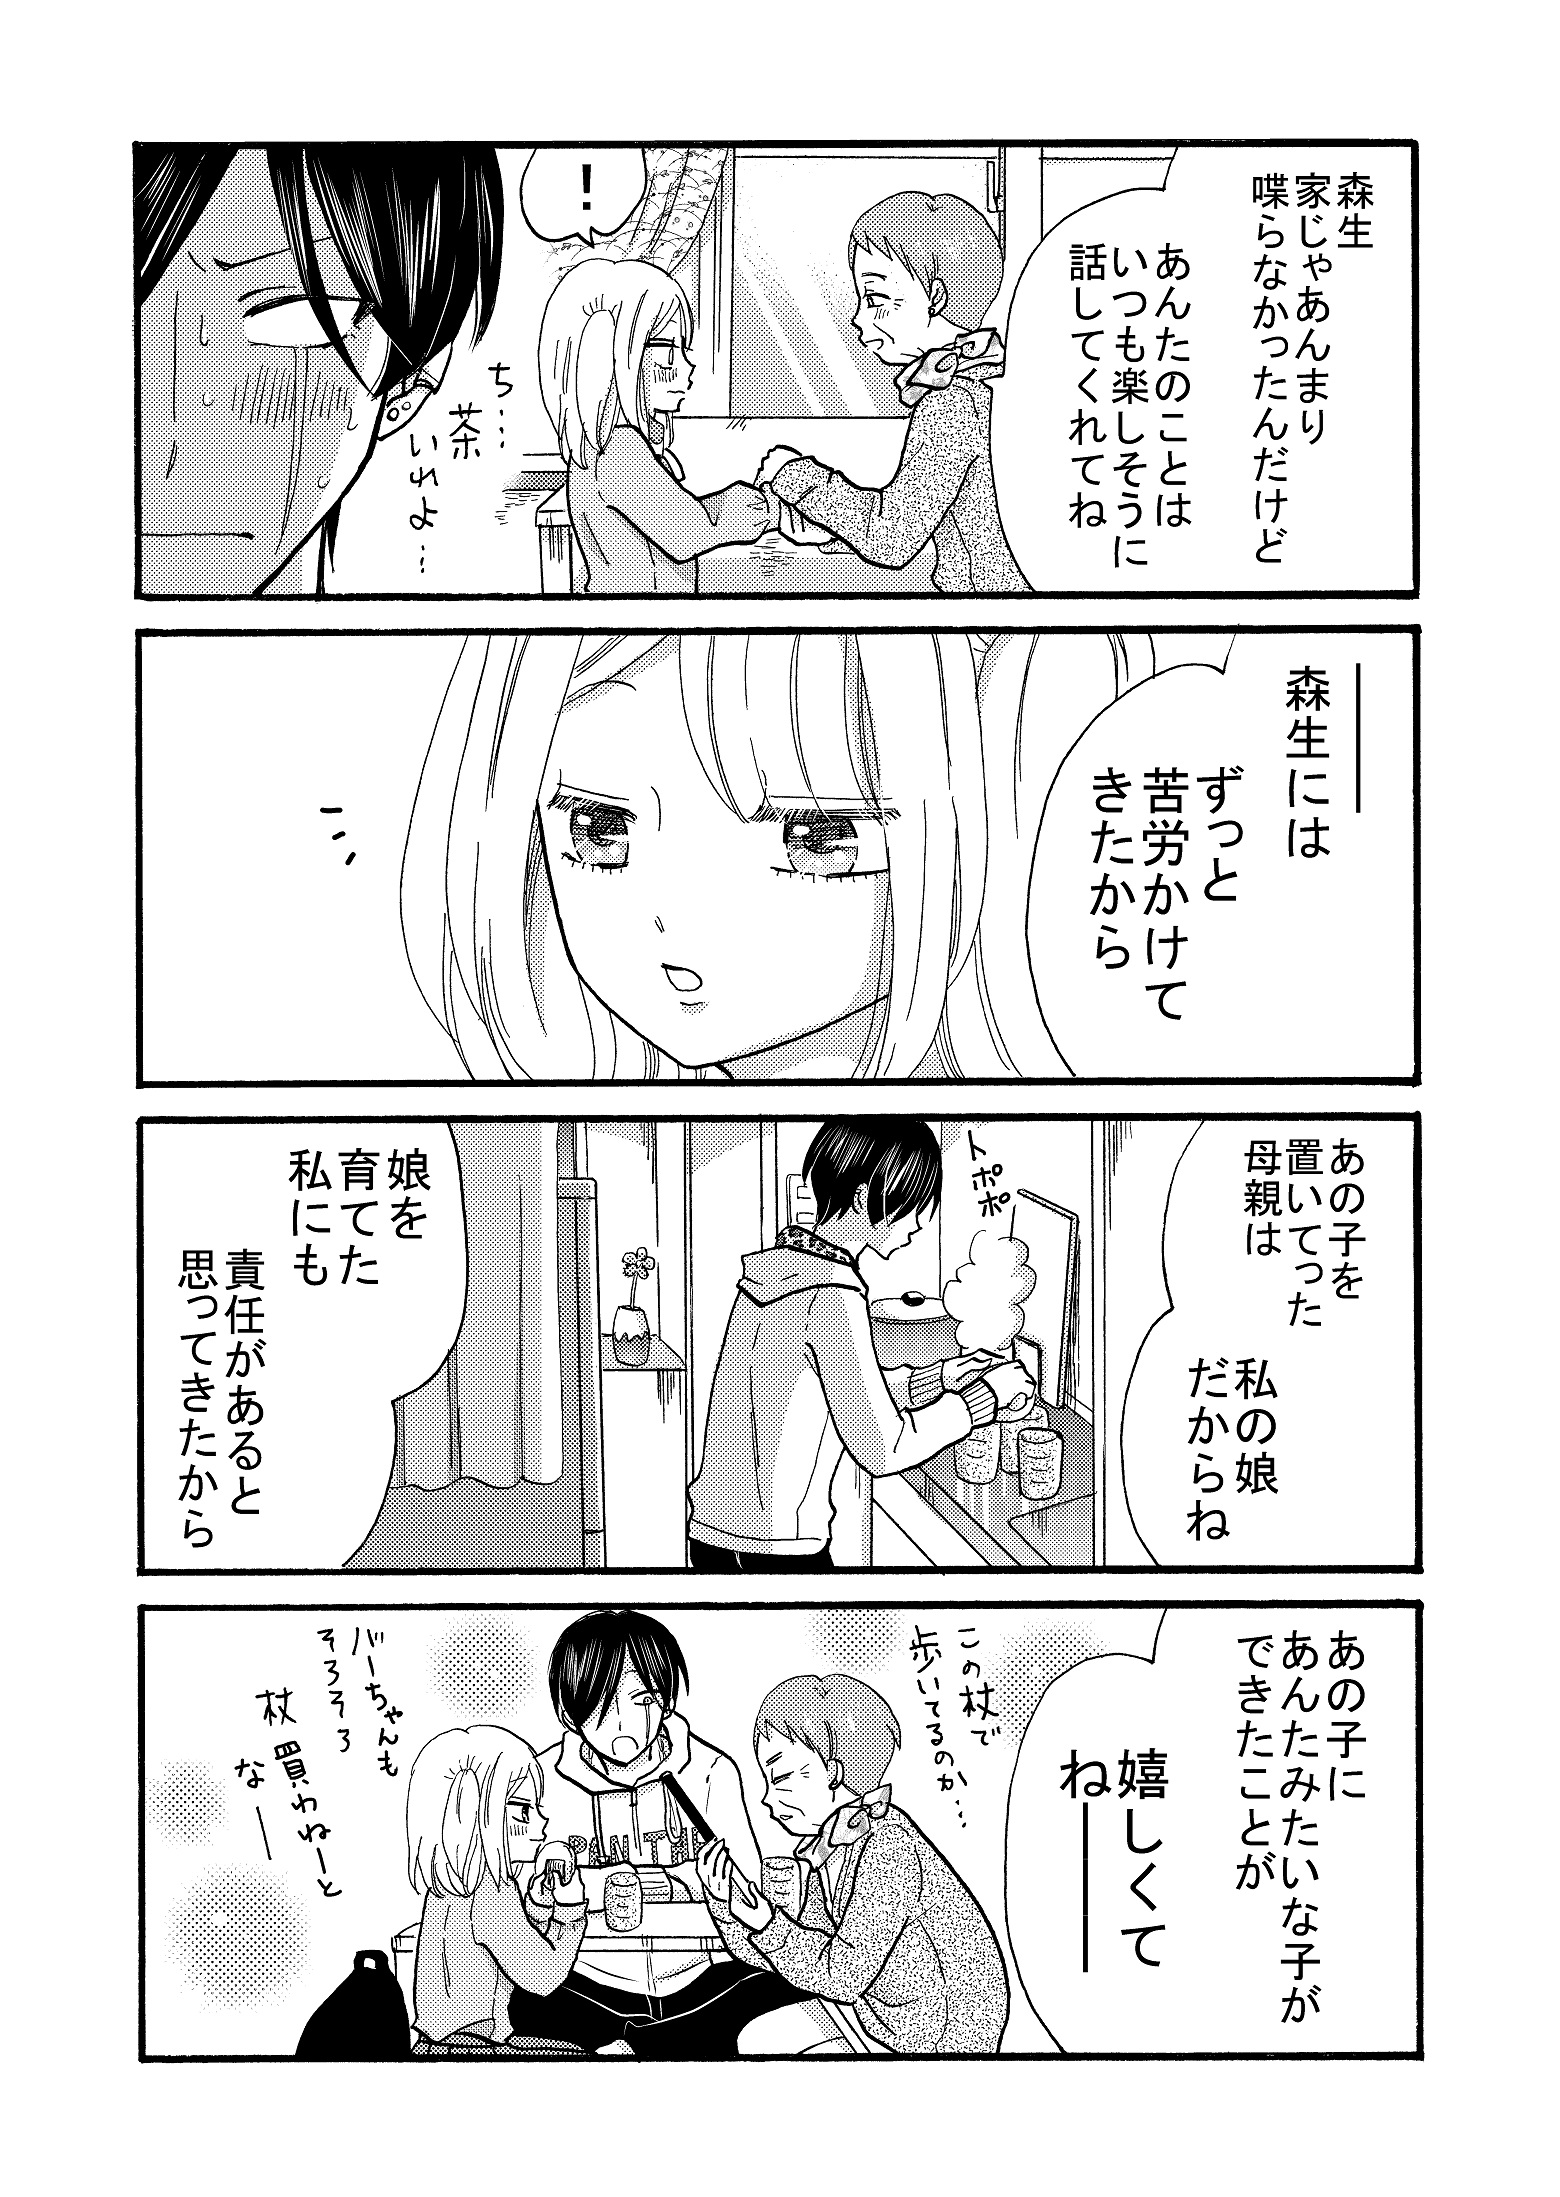 森生
家じゃあんまり
喋らなかったんだけど
あんたのことは
いつも楽しそうに
話してくれてね
！
ち…
茶
いれよ…
――
森生には
ずっと
苦労かけて
きたから
あの子を
置いてった
母親は
私の娘
だからね
トポポ
娘を
育てた
私にも
責任があると
思ってきたから
あの子に
あんたみたいな子が
できたことが
嬉しくて
ね――
この杖で
歩いてるのか…
PANTHE
バーちゃんも
そろそろ
杖買わねーと
なー